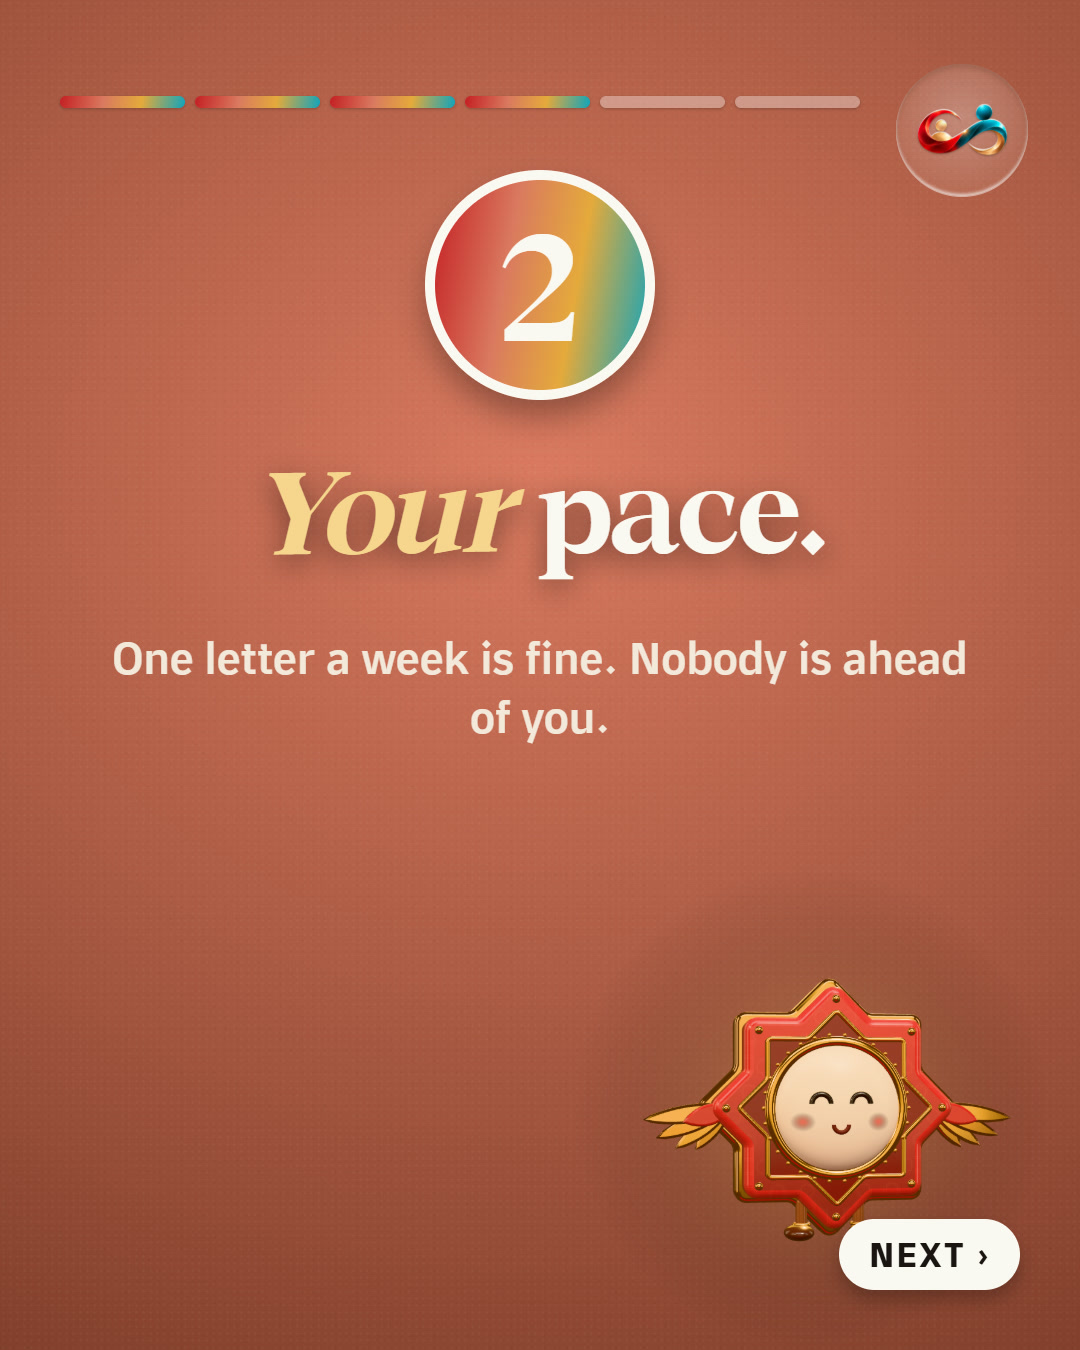 2
Your pace.
One letter a week is fine. Nobody is ahead
of you.
NEXT ›